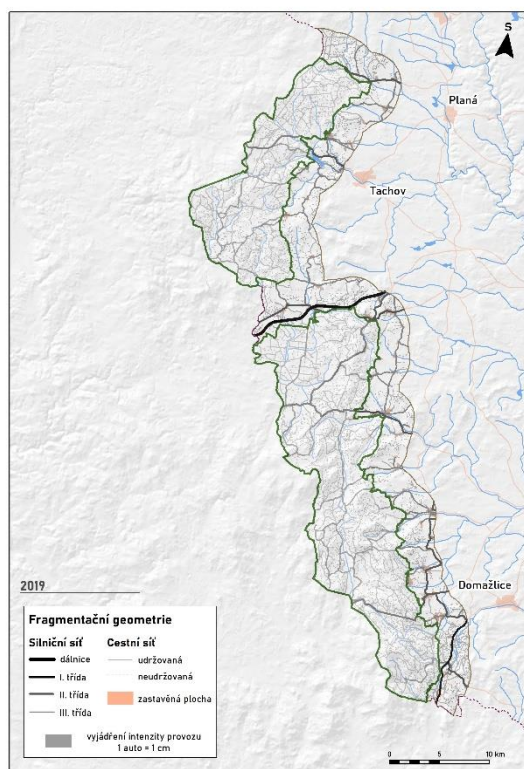 S
Planá
Tachov
Domažlice
2019
Fragmentační geometrie
Silniční síť Cestní síť
dálnice udržovaná
I. třída neudržovaná
II. třída zastavěná plocha
III. třída
vyjádření intenzity provozu
1 auto = 1 cm
0 5 10 km